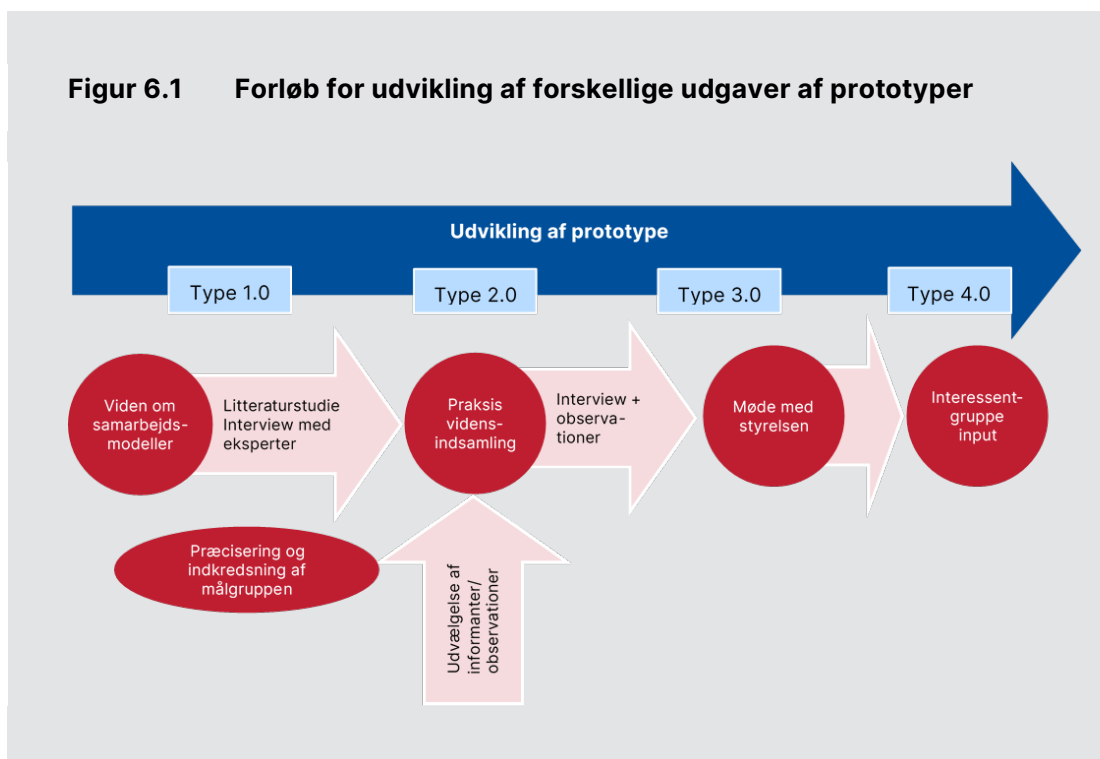 Figur 6.1 Forløb for udvikling af forskellige udgaver af prototyper
Udvikling af prototype
Type 1.0
Type 2.0
Type 3.0
Type 4.0
Viden om
samarbejds-
modeller
Litteraturstudie
Interview med
eksperter
Praksis
videns-
indsamling
Interview +
observa-
tioner
Møde med
styrelsen
Interessent-
gruppe
input
Præcisering og
indkredsning af
målgruppen
Udvælgelse af
informanter/
observationer